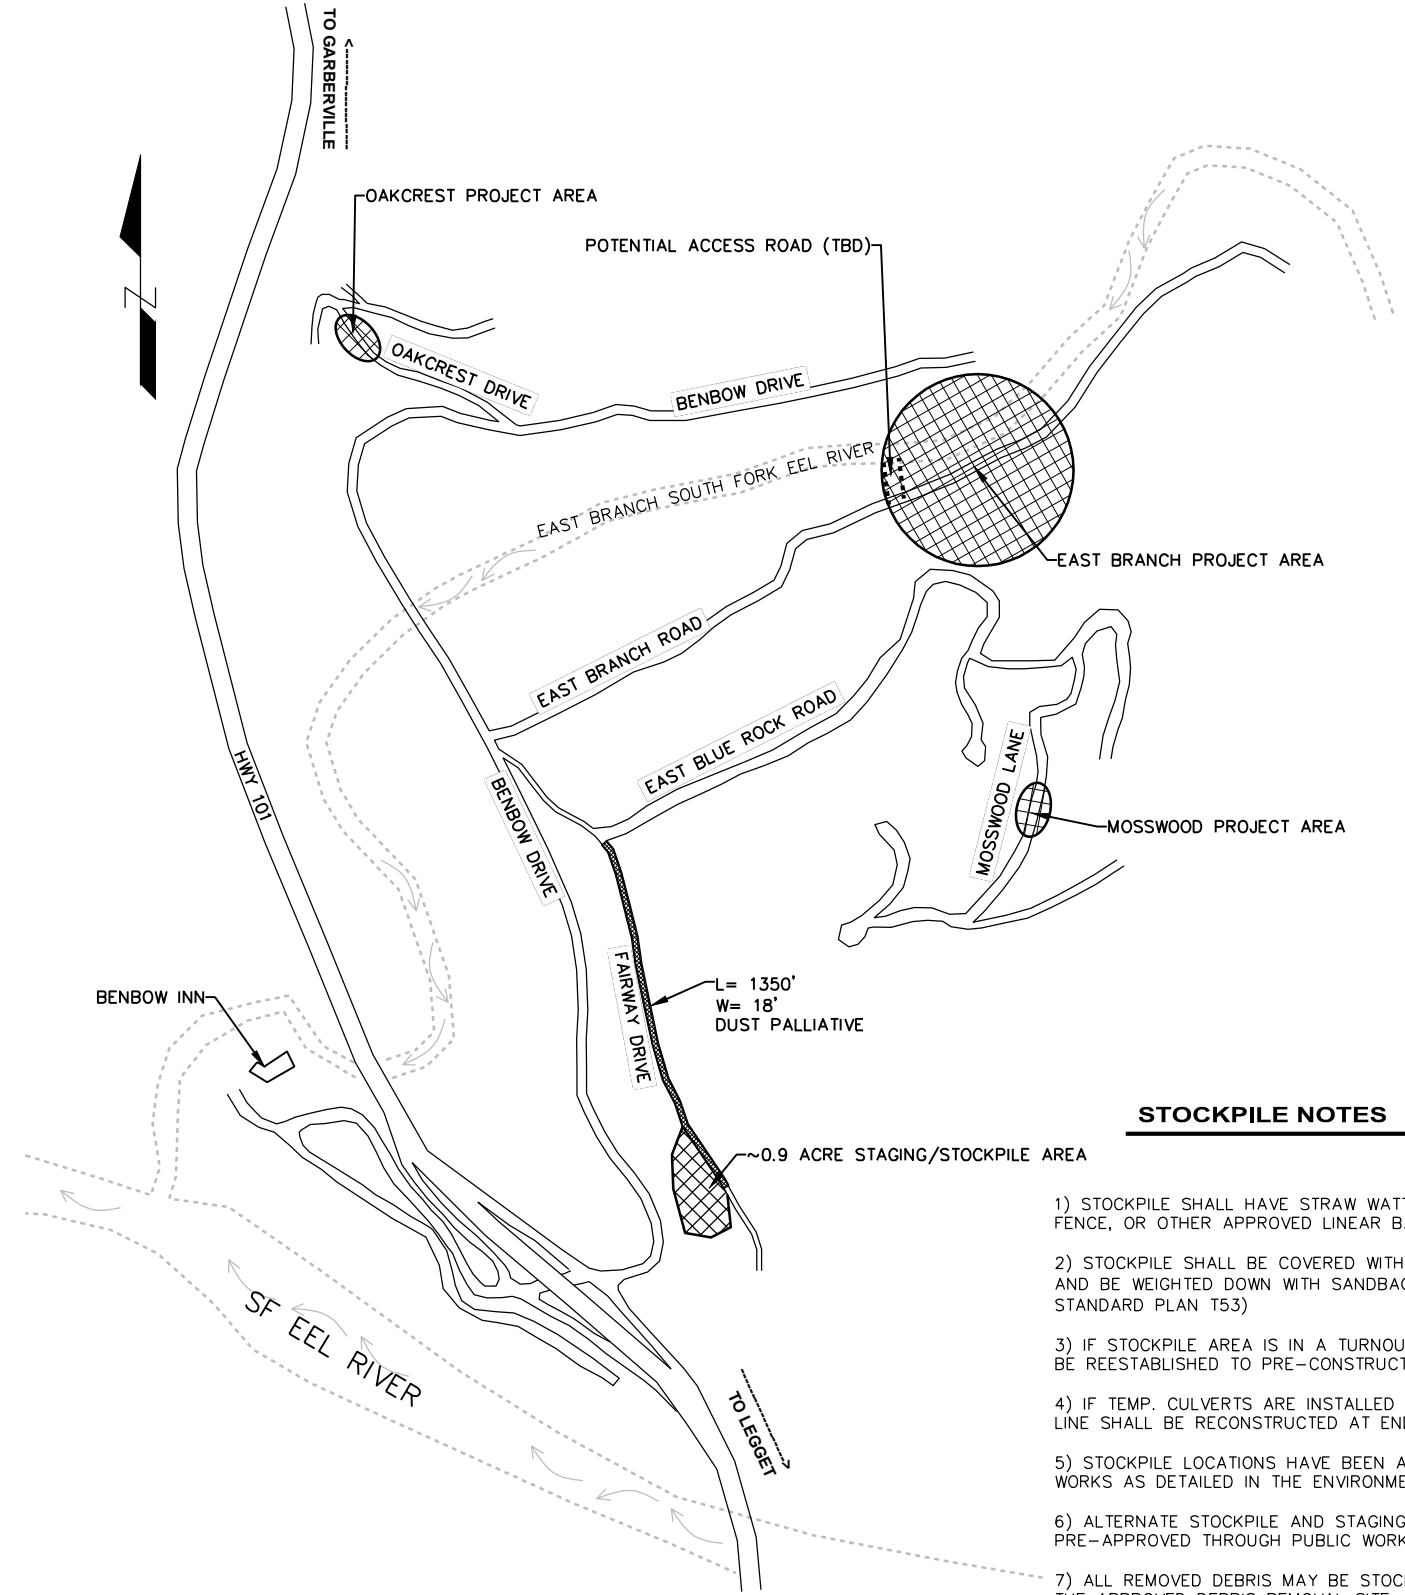 TO GARBERVILLE
<---------------
OAKCREST PROJECT AREA
POTENTIAL ACCESS ROAD (TBD)
N
OAKCREST DRIVE
BENBOW DRIVE
EAST BRANCH SOUTH FORK EEL RIVER
EAST BRANCH PROJECT AREA
EAST BRANCH ROAD
EAST BLUE ROCK ROAD
HWY 101
BENBOW DRIVE
MOSSWOOD LANE
MOSSWOOD PROJECT AREA
FAIRWAY DRIVE
L= 1350'
W= 18'
DUST PALLIATIVE
BENBOW INN
~0.9 ACRE STAGING/STOCKPILE AREA
SF EEL RIVER
TO LEGGET
--------------->
STOCKPILE NOTES
1) STOCKPILE SHALL HAVE STRAW
FENCE, OR OTHER APPROVED LINEAR
2) STOCKPILE SHALL BE COVERED WITH
AND BE WEIGHTED DOWN WITH
STANDARD PLAN T53)
3) IF STOCKPILE AREA IS IN A
BE REESTABLISHED TO
4) IF TEMP. CULVERTS ARE INSTALLED
LINE SHALL BE RECONSTRUCTED AT
5) STOCKPILE LOCATIONS HAVE BEEN
WORKS AS DETAILED IN THE
6) ALTERNATE STOCKPILE AND STAGING
PRE-APPROVED THROUGH PUBLIC
7) ALL REMOVED DEBRIS MAY BE